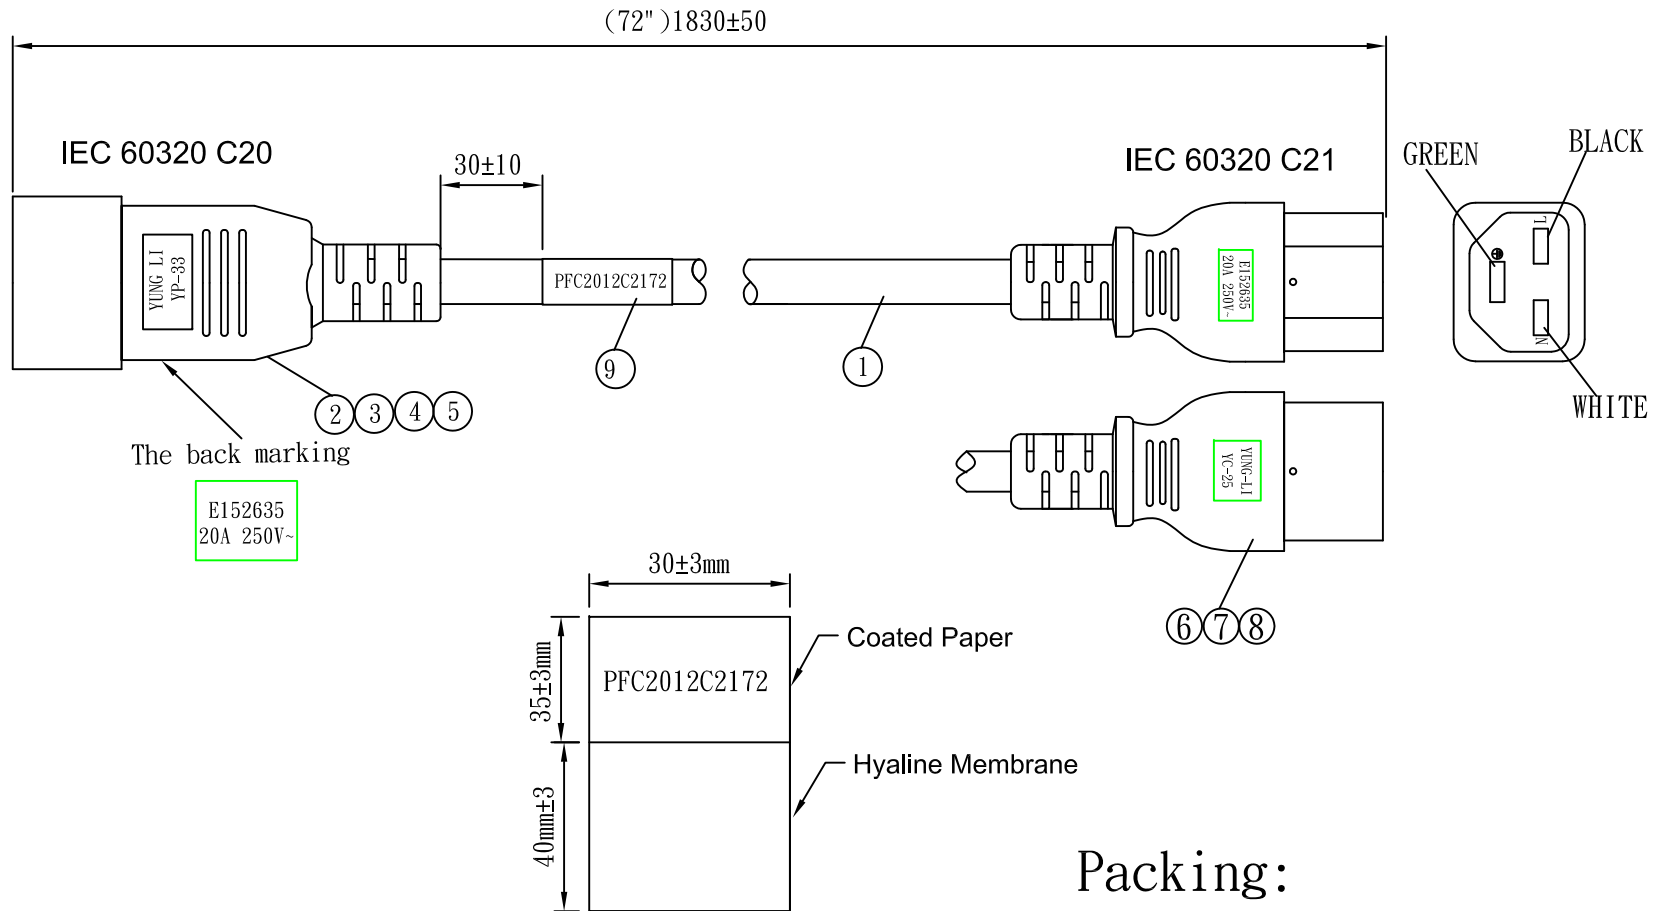 (72")1830±50
IEC 60320 C20
30±10
IEC 60320 C21
GREEN
BLACK
YUNG LI
YP-33
PFC2012C2172
E152635
20A 250V~
L
N
9
1
2 3 4 5
WHITE
The back marking
E152635
20A 250V~
YUNG-LI
YC-25
6 7 8
30±3mm
35±3mm
PFC2012C2172
Coated Paper
40mm±3
Hyaline Membrane
Packing: